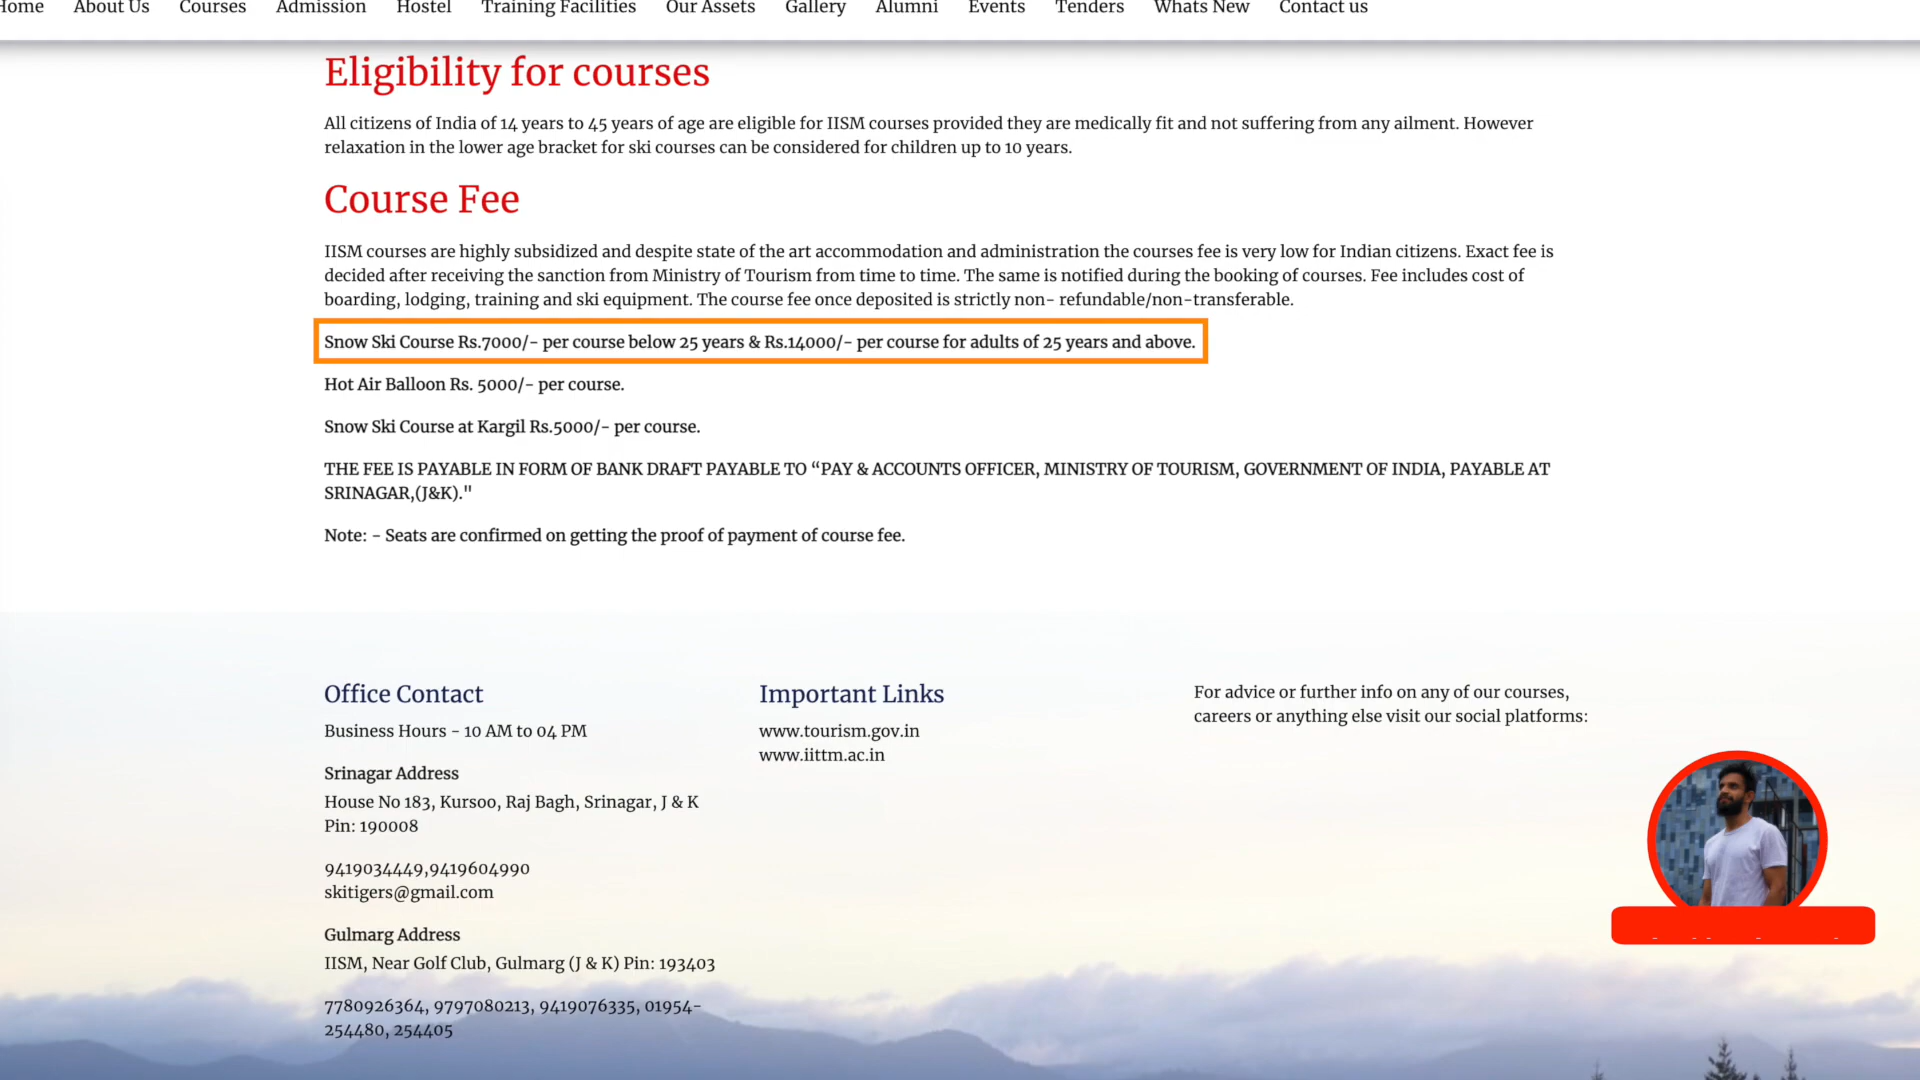 Home About Us Courses Admission Hostel Training Facilities Our Assets Gallery Alumni Events Tenders Whats New Contact us
Eligibility for courses
All citizens of India of 14 years to 45 years of age are eligible for IISM courses provided they are medically fit and not suffering from any ailment. However
relaxation in the lower age bracket for ski courses can be considered for children up to 10 years.
Course Fee
IISM courses are highly subsidized and despite state of the art accommodation and administration the courses fee is very low for Indian citizens. Exact fee is
decided after receiving the sanction from Ministry of Tourism from time to time. The same is notified during the booking of courses. Fee includes cost of
boarding, lodging, training and ski equipment. The course fee once deposited is strictly non- refundable/non-transferable.
Snow Ski Course Rs.7000/- per course below 25 years & Rs.14000/- per course for adults of 25 years and above.
Hot Air Balloon Rs. 5000/- per course.
Snow Ski Course at Kargil Rs.5000/- per course.
THE FEE IS PAYABLE IN FORM OF BANK DRAFT PAYABLE TO “PAY & ACCOUNTS OFFICER, MINISTRY OF TOURISM, GOVERNMENT OF INDIA, PAYABLE AT
SRINAGAR,(J&K)."
Note: - Seats are confirmed on getting the proof of payment of course fee.
Office Contact
Business Hours - 10 AM to 04 PM
Srinagar Address
House No 183, Kursoo, Raj Bagh, Srinagar, J & K
Pin: 190008
9419034449,9419604990
skitigers@gmail.com
Gulmarg Address
IISM, Near Golf Club, Gulmarg (J & K) Pin: 193403
7780926364, 9797080213, 9419076335, 01954-
254480, 254405
Important Links
www.tourism.gov.in
www.iittm.ac.in
For advice or further info on any of our courses,
careers or anything else visit our social platforms: